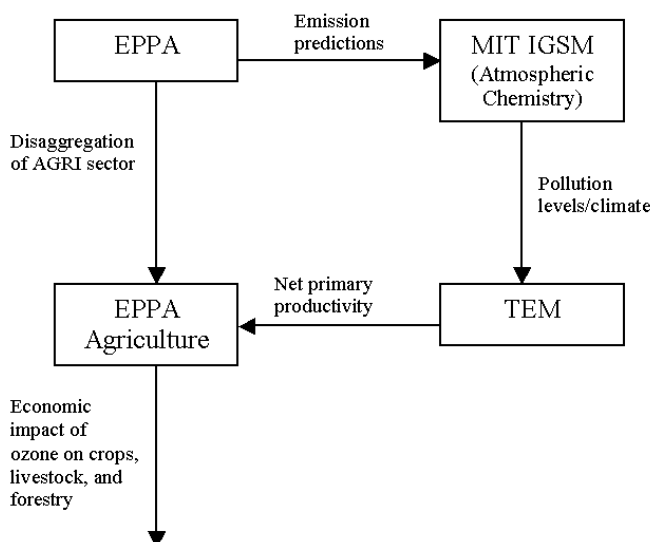 EPPA
Emission
predictions
MIT IGSM
(Atmospheric
Chemistry)
Disaggregation
of AGRI sector
Pollution
levels/climate
EPPA
Agriculture
Net primary
productivity
TEM
Economic
impact of
ozone on crops,
livestock, and
forestry